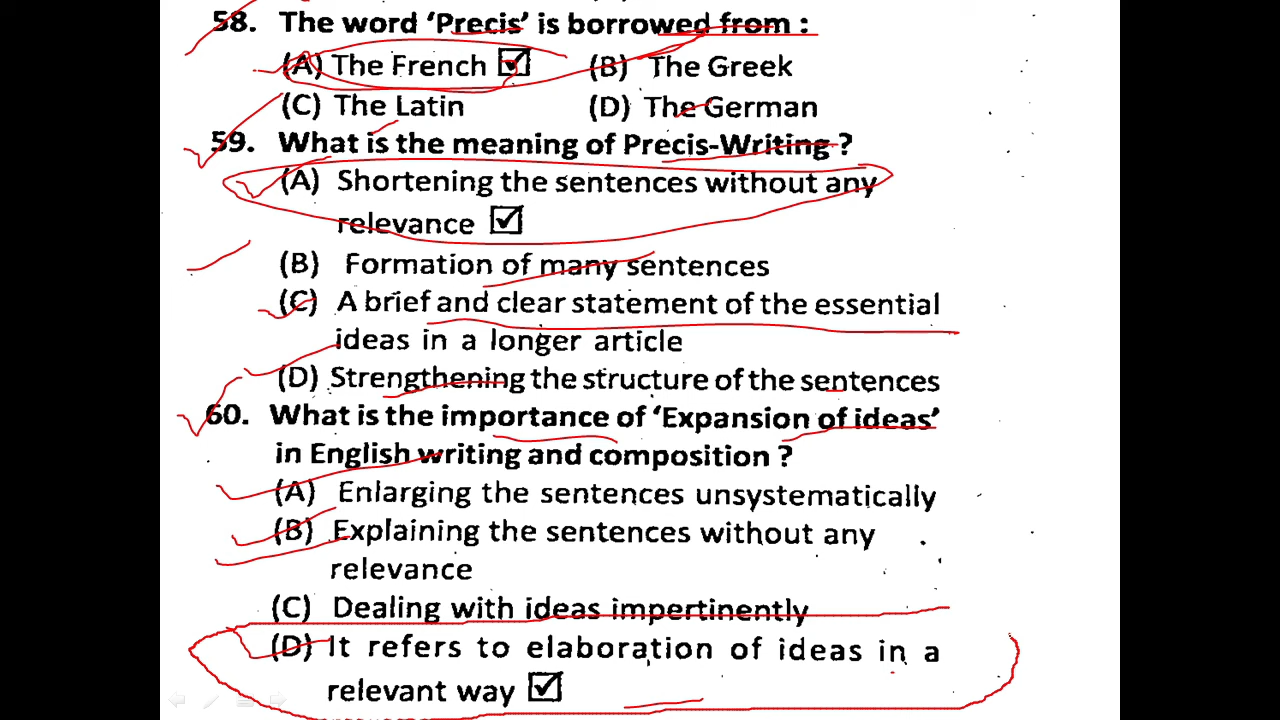 58. The word ‘Precis’ is borrowed from :
(A) The French ☑ (B) The Greek
(C) The Latin (D) The German
59. What is the meaning of Precis-Writing ?
(A) Shortening the sentences without any
relevance ☑
(B) Formation of many sentences
(C) A brief and clear statement of the essential
ideas in a longer article
(D) Strengthening the structure of the sentences
60. What is the importance of ‘Expansion of ideas’
in English writing and composition ?
(A) Enlarging the sentences unsystematically
(B) Explaining the sentences without any
relevance
(C) Dealing with ideas impertinently
(D) It refers to elaboration of ideas in a
relevant way ☑